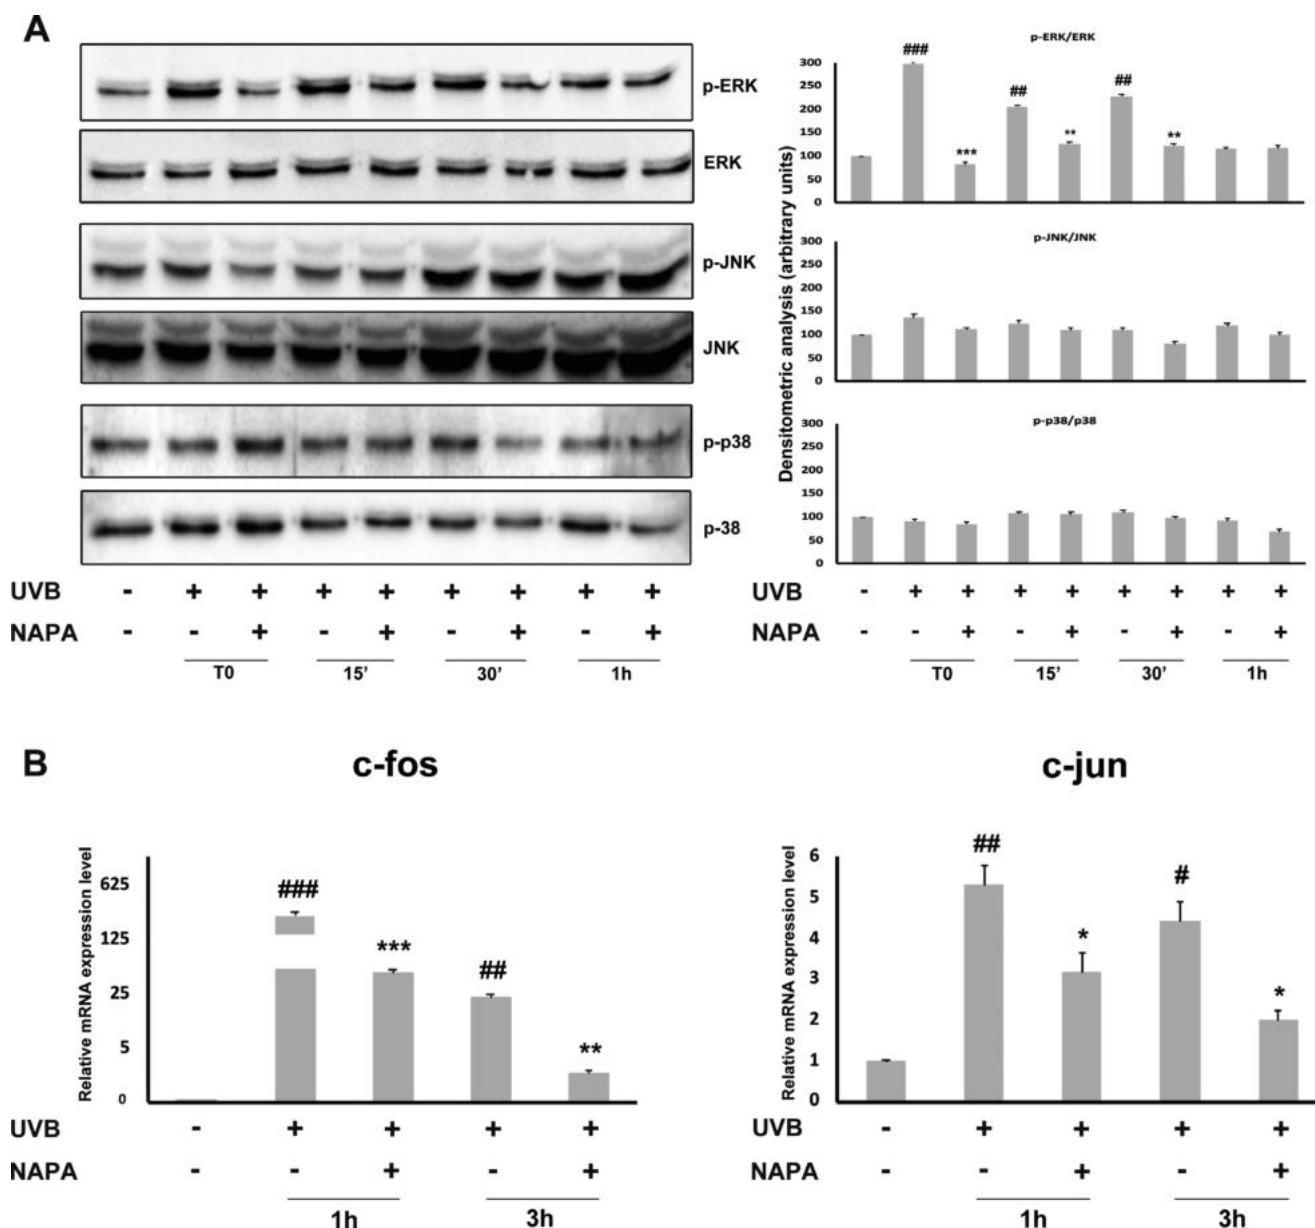 A
p-ERK
ERK
p-JNK
JNK
p-p38
p-38
UVB - + + + + + + + +
NAPA - - + - + - + - +
T0 15' 30' 1h
Densitometric analysis (arbitrary units)
p-ERK/ERK
300
250
200
150
100
50
0
###
***
##
**
##
**
p-JNK/JNK
300
250
200
150
100
50
0
p-p38/p38
300
250
200
150
100
50
0
UVB - + + + + + + + +
NAPA - - + - + - + - +
T0 15' 30' 1h
B
c-fos
Relative mRNA expression level
625
125
25
5
0
###
***
##
**
UVB - + + + +
NAPA - - + - +
1h 3h
c-jun
Relative mRNA expression level
6
5
4
3
2
1
0
##
*
#
*
UVB - + + + +
NAPA - - + - +
1h 3h